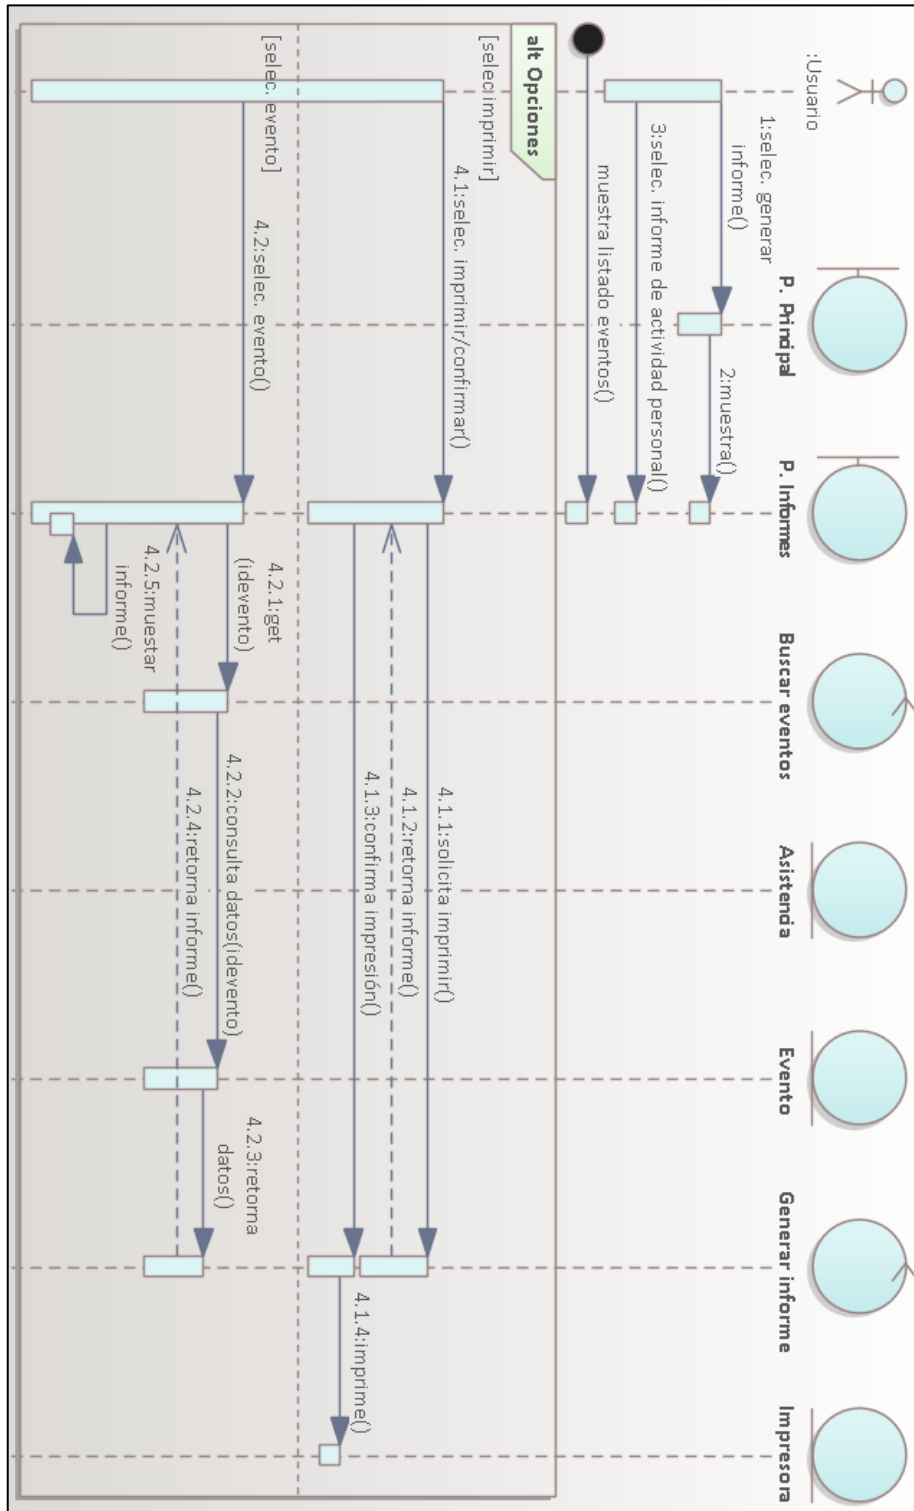 :Usuario
P. Principal
P. Informes
Buscar eventos
Asistencia
Evento
Generar informe
Impresora
1:selec. generar
informe()
2:muestra()
3:selec. informe de actividad personal()
muestra listado eventos()
alt Opciones
[selec imprimir]
4.1:selec. imprimir/confirmar()
4.1.1:solicita imprimir()
4.1.2:retorna informe()
4.1.3:confirma impresión()
4.1.4:imprime()
[selec. evento]
4.2:selec. evento()
4.2.1:get
(idevento)
4.2.2:consulta datos(idevento)
4.2.3:retorna
datos()
4.2.4:retorna informe()
4.2.5:muestar
informe()